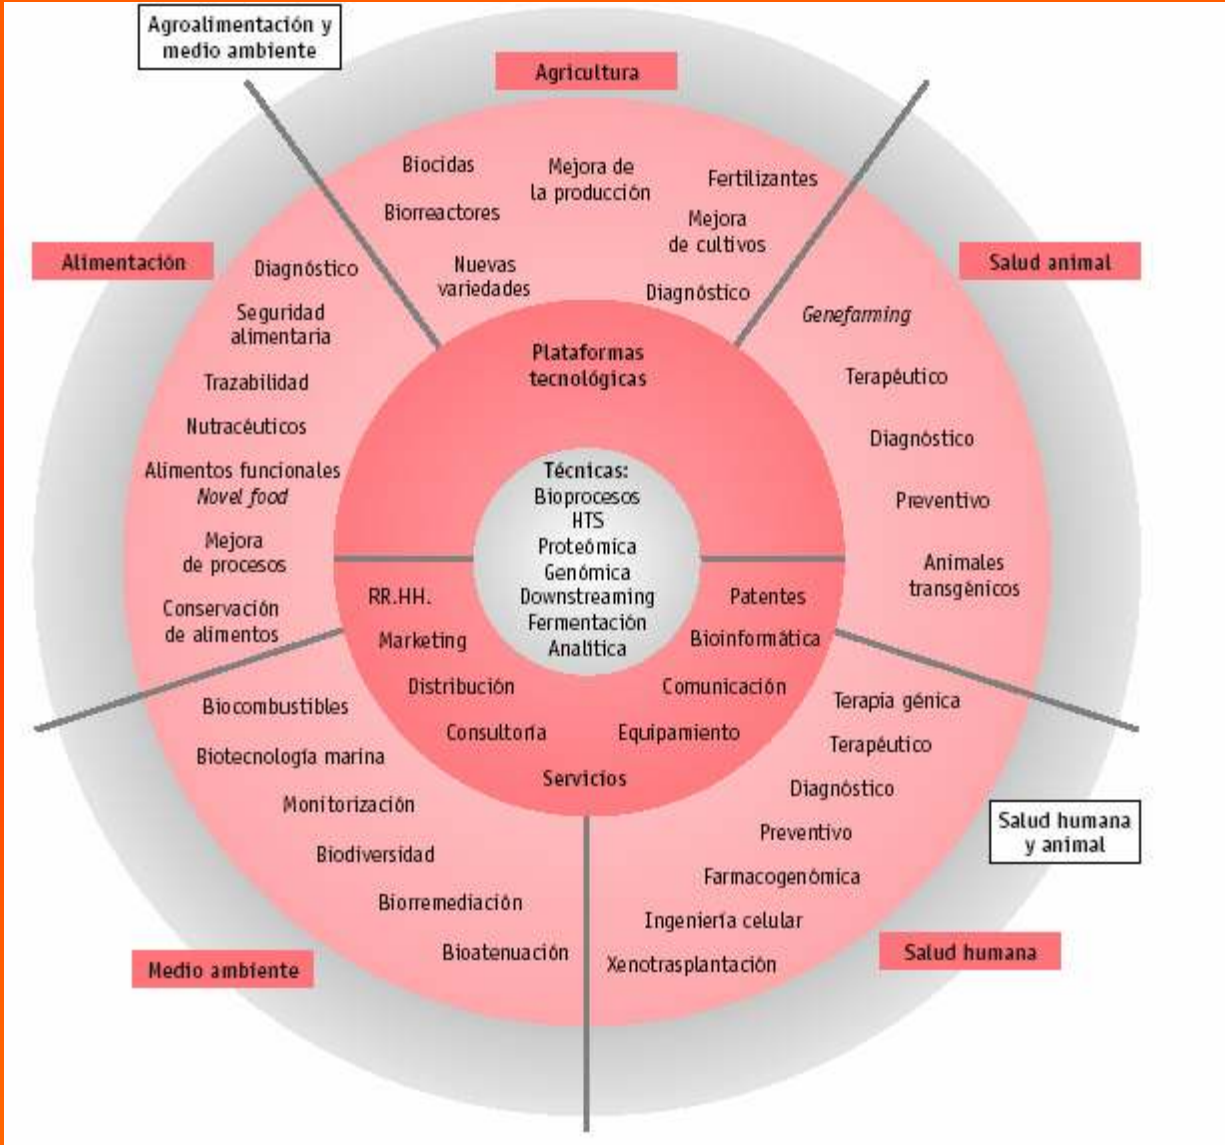 Agroalimentación y
medio ambiente
Agricultura
Biocidas
Mejora de
la producción
Fertilizantes
Biorreactores
Mejora
de cultivos
Nuevas
variedades
Diagnóstico
Alimentación
Diagnóstico
Seguridad
alimentaria
Trazabilidad
Nutracéuticos
Alimentos funcionales
Novel food
Mejora
de procesos
Conservación
de alimentos
Salud animal
Genefarming
Terapéutico
Diagnóstico
Preventivo
Animales
transgénicos
Plataformas
tecnológicas
Técnicas:
Bioprocesos
HTS
Proteómica
Genómica
Downstreaming
Fermentación
Analítica
RR.HH.
Marketing
Distribución
Consultoría
Servicios
Patentes
Bioinformática
Comunicación
Equipamiento
Biocombustibles
Biotecnología marina
Monitorización
Biodiversidad
Biorremediación
Bioatenuación
Medio ambiente
Terapia génica
Terapéutico
Diagnóstico
Preventivo
Farmacogenómica
Ingeniería celular
Xenotrasplantación
Salud humana
y animal
Salud humana